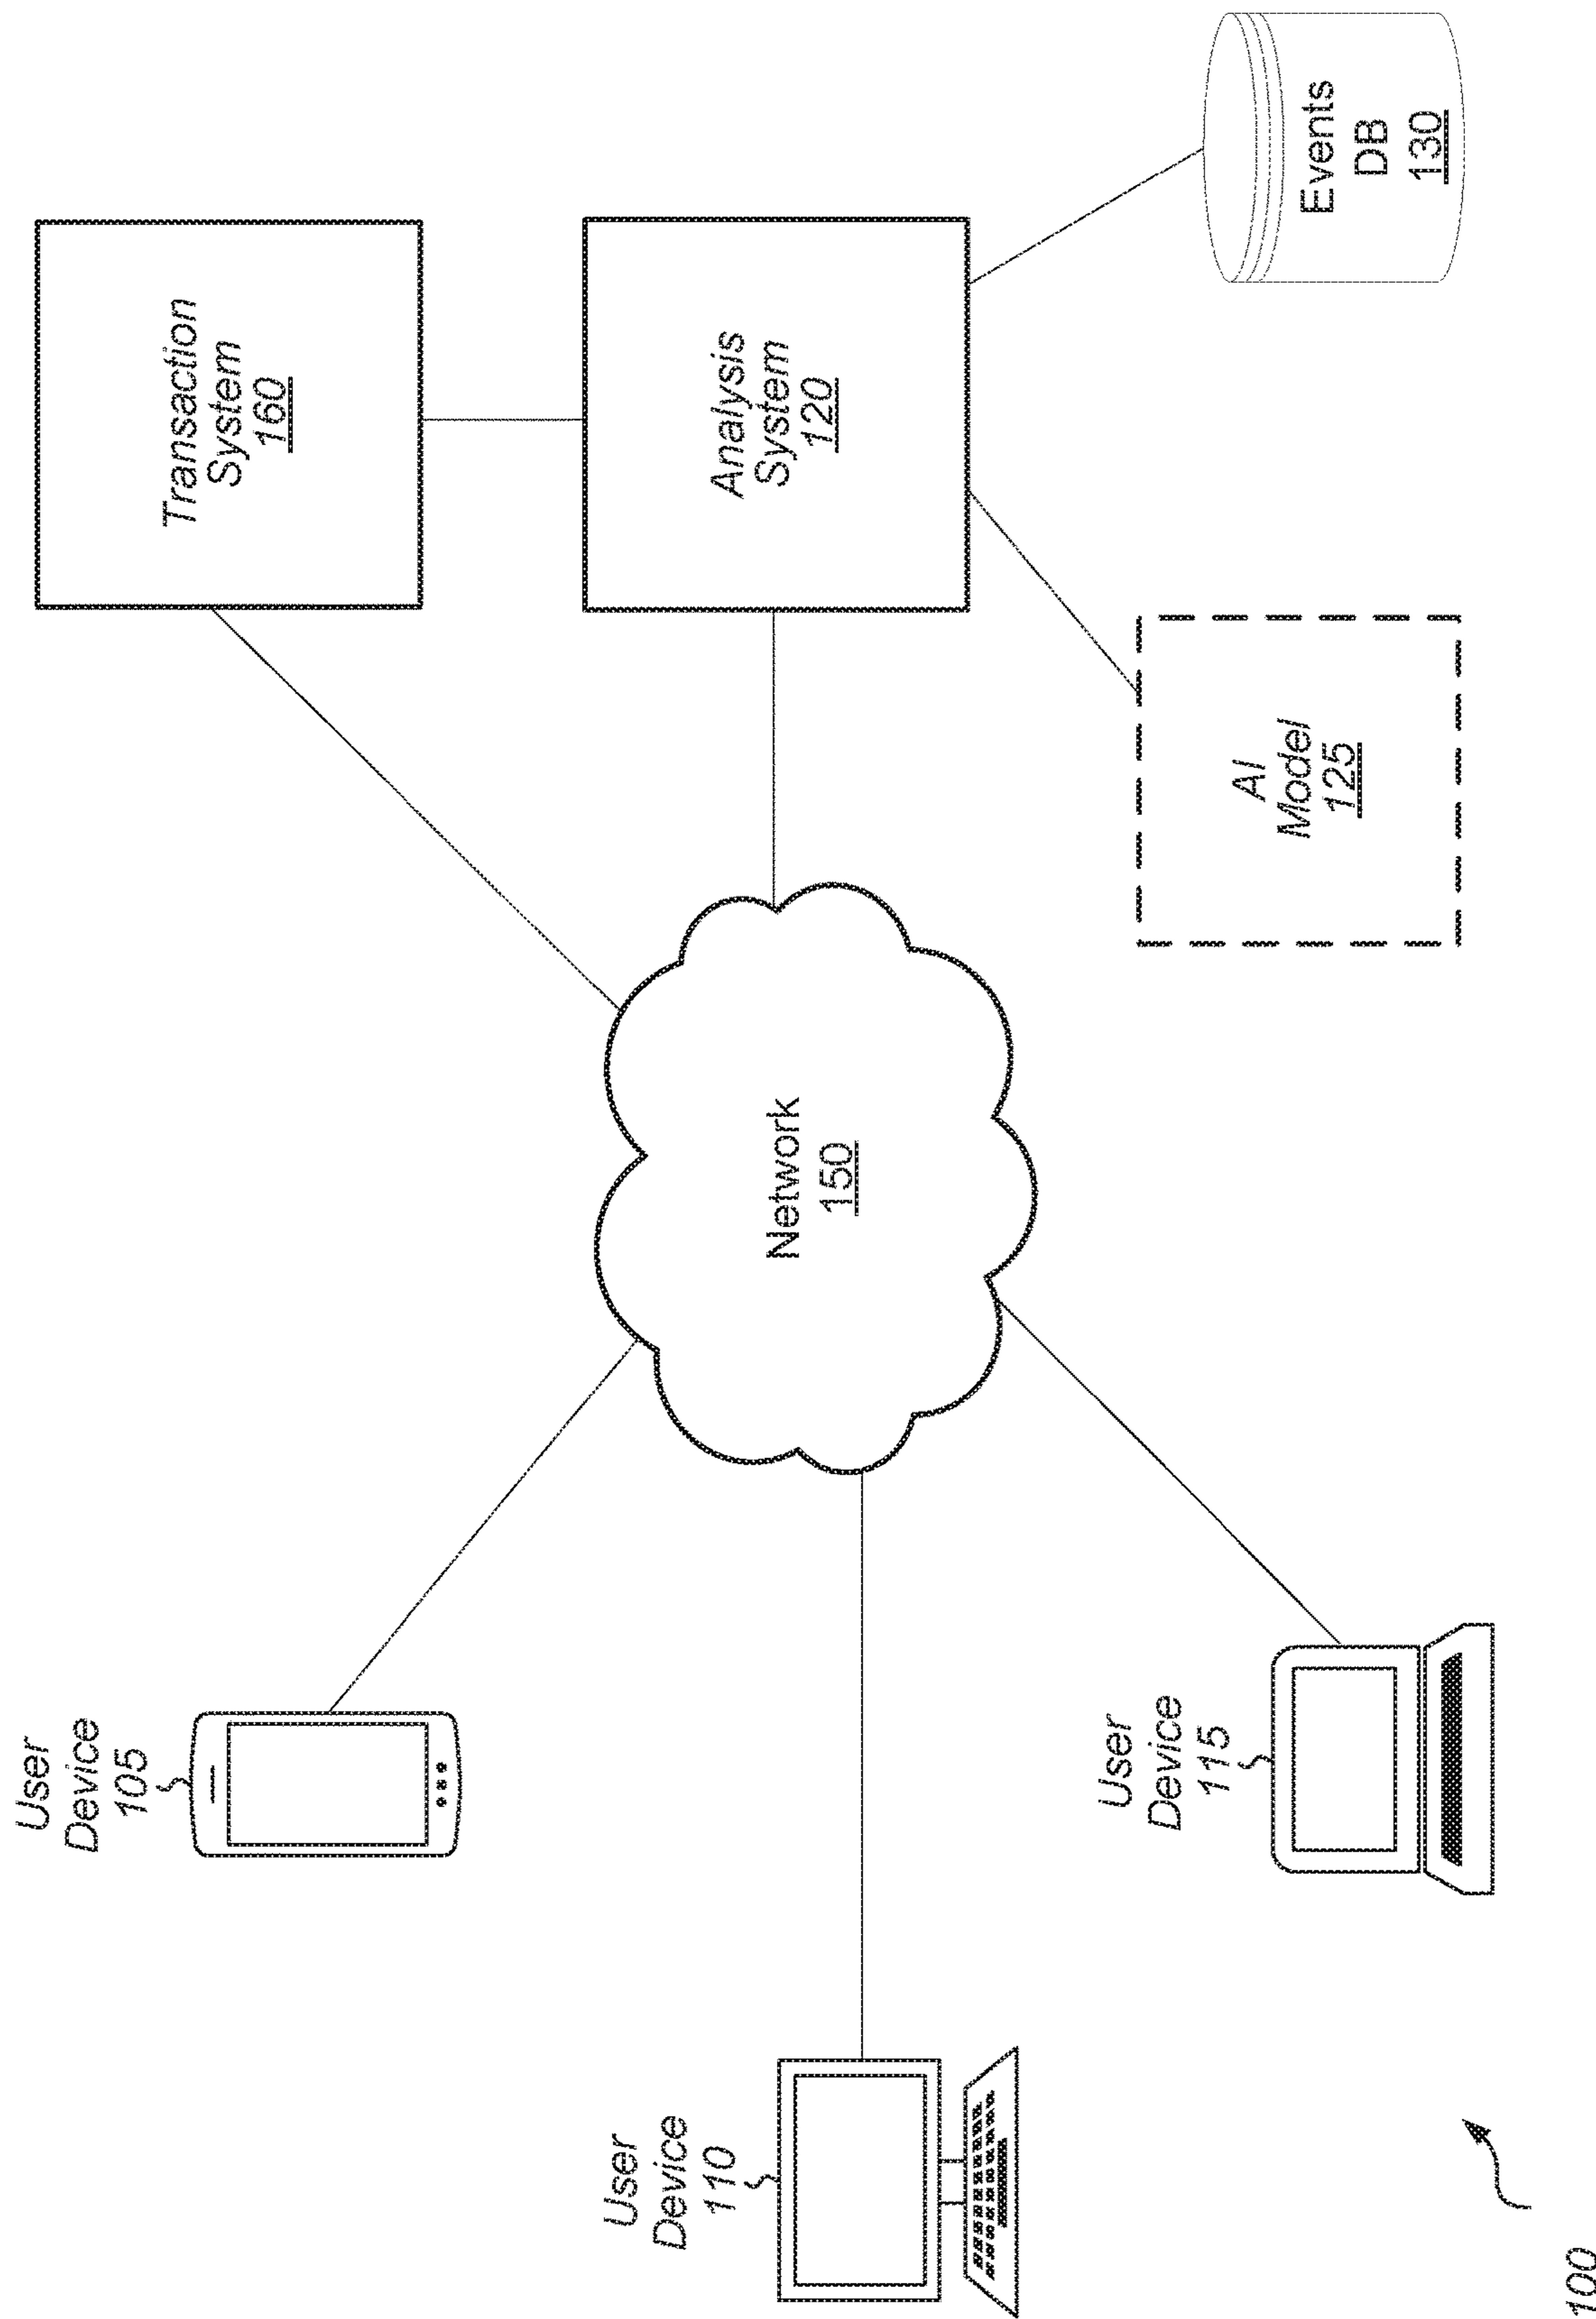 User
Device
105
User
Device
110
User
Device
115
Network
150
Transaction
System
160
Analysis
System
120
AI
Model
125
Events
DB
130
100